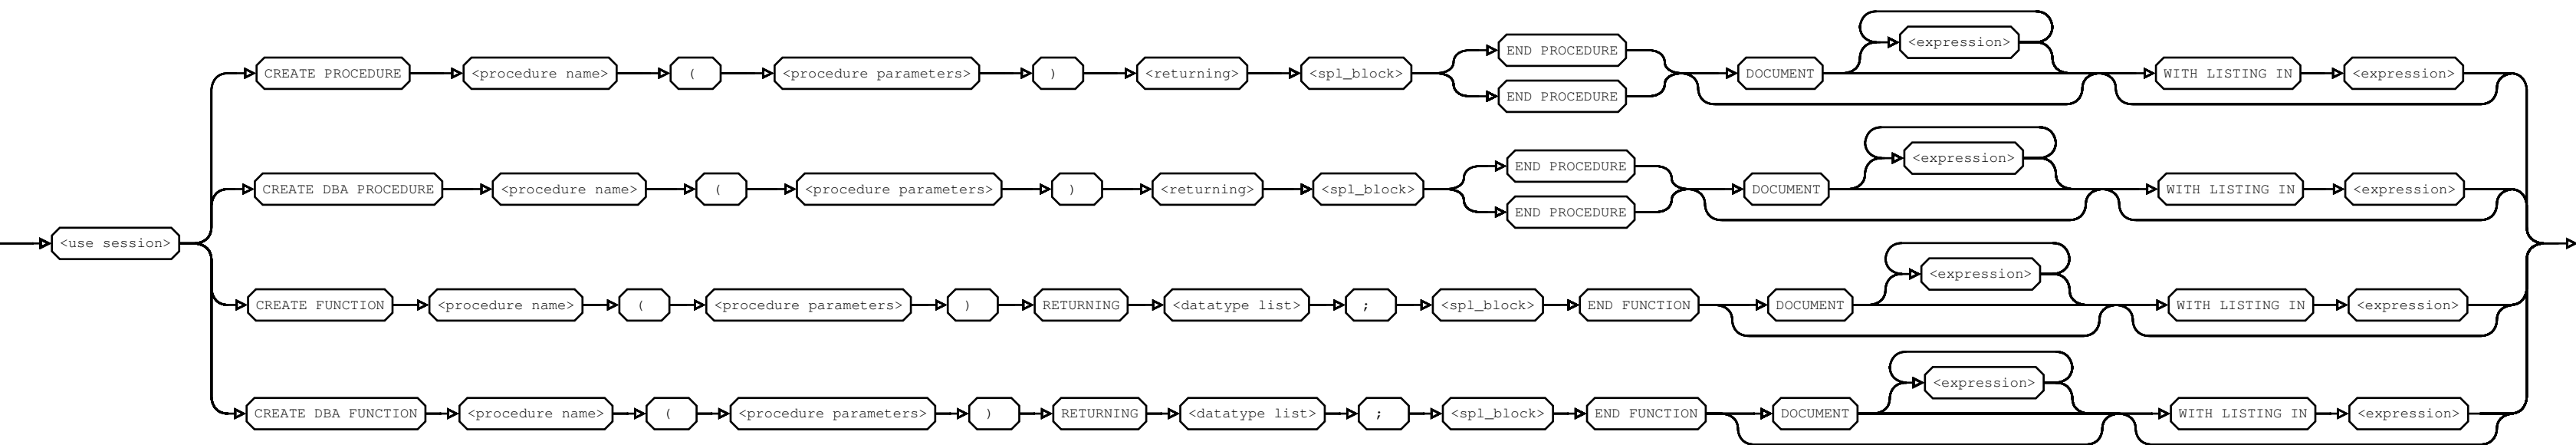 <expression>
END PROCEDURE
CREATE PROCEDURE <procedure name> ( <procedure parameters> ) <returning> <spl_block> DOCUMENT WITH LISTING IN <expression>
END PROCEDURE
<expression>
END PROCEDURE
CREATE DBA PROCEDURE <procedure name> ( <procedure parameters> ) <returning> <spl_block> DOCUMENT WITH LISTING IN <expression>
END PROCEDURE
<use session>
<expression>
CREATE FUNCTION <procedure name> ( <procedure parameters> ) RETURNING <datatype list> ; <spl_block> END FUNCTION DOCUMENT WITH LISTING IN <expression>
<expression>
CREATE DBA FUNCTION <procedure name> ( <procedure parameters> ) RETURNING <datatype list> ; <spl_block> END FUNCTION DOCUMENT WITH LISTING IN <expression>